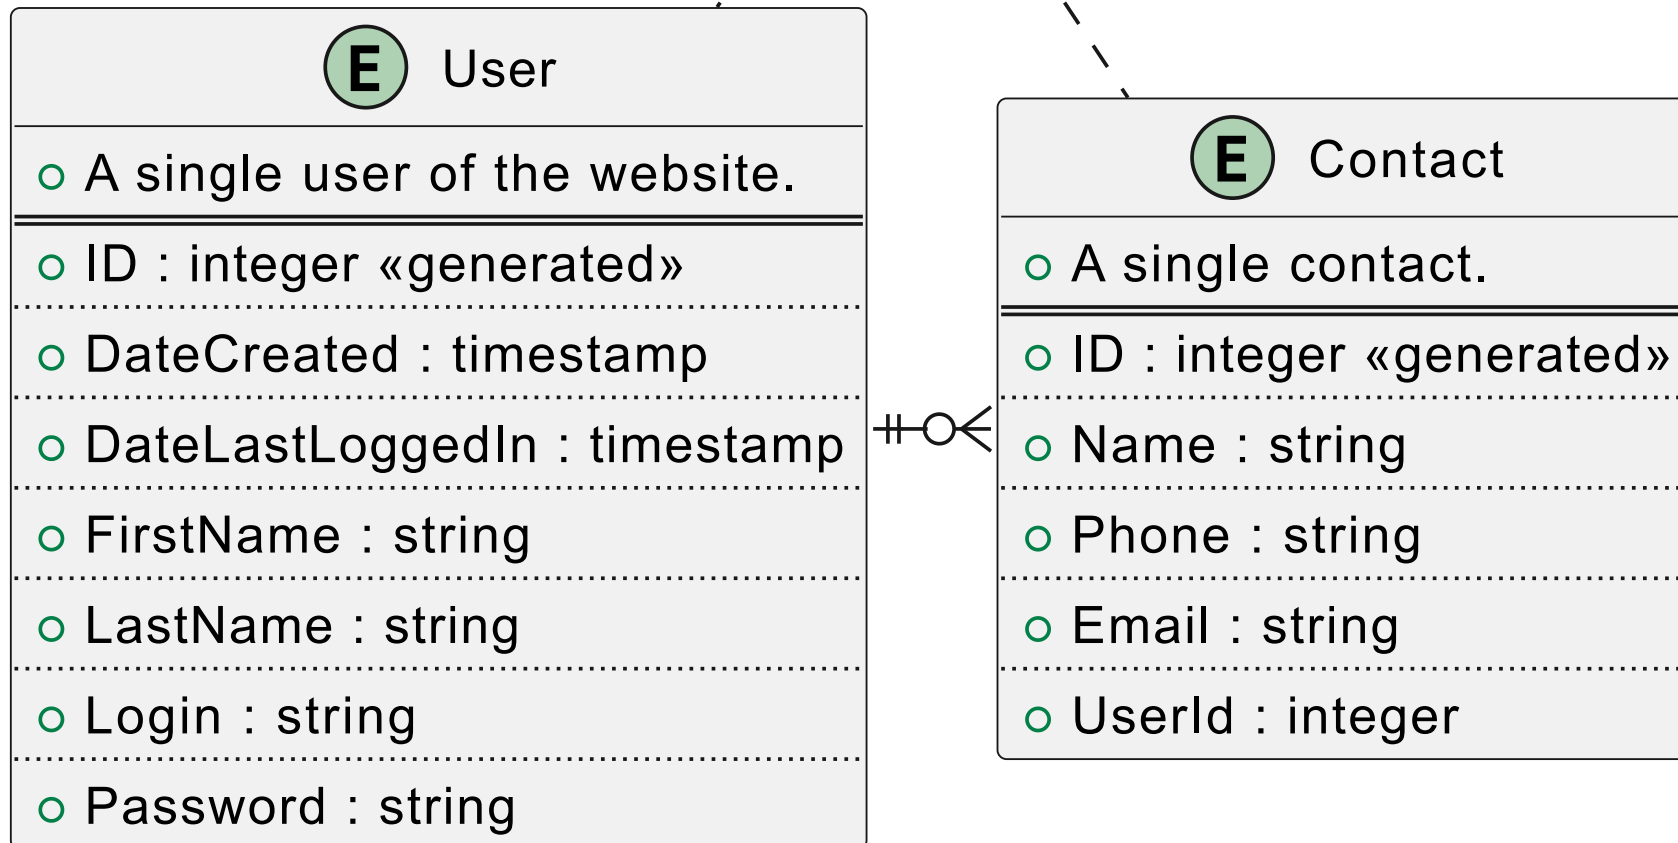 E User
A single user of the website.
ID : integer «generated»
DateCreated : timestamp
DateLastLoggedIn : timestamp
FirstName : string
LastName : string
Login : string
Password : string
E Contact
A single contact.
ID : integer «generated»
Name : string
Phone : string
Email : string
UserId : integer